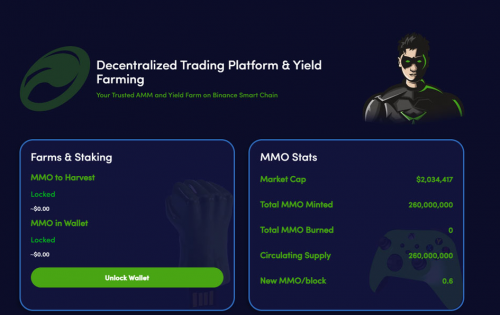 Decentralized Trading Platform & Yield
Farming
Your Trusted AMM and Yield Farm on Binance Smart Chain
Farms & Staking
MMO to Harvest
Locked
~$0.00
MMO in Wallet
Locked
~$0.00
Unlock Wallet
MMO Stats
Market Cap $2,034,417
Total MMO Minted 260,000,000
Total MMO Burned 0
Circulating Supply 260,000,000
New MMO/block 0.6